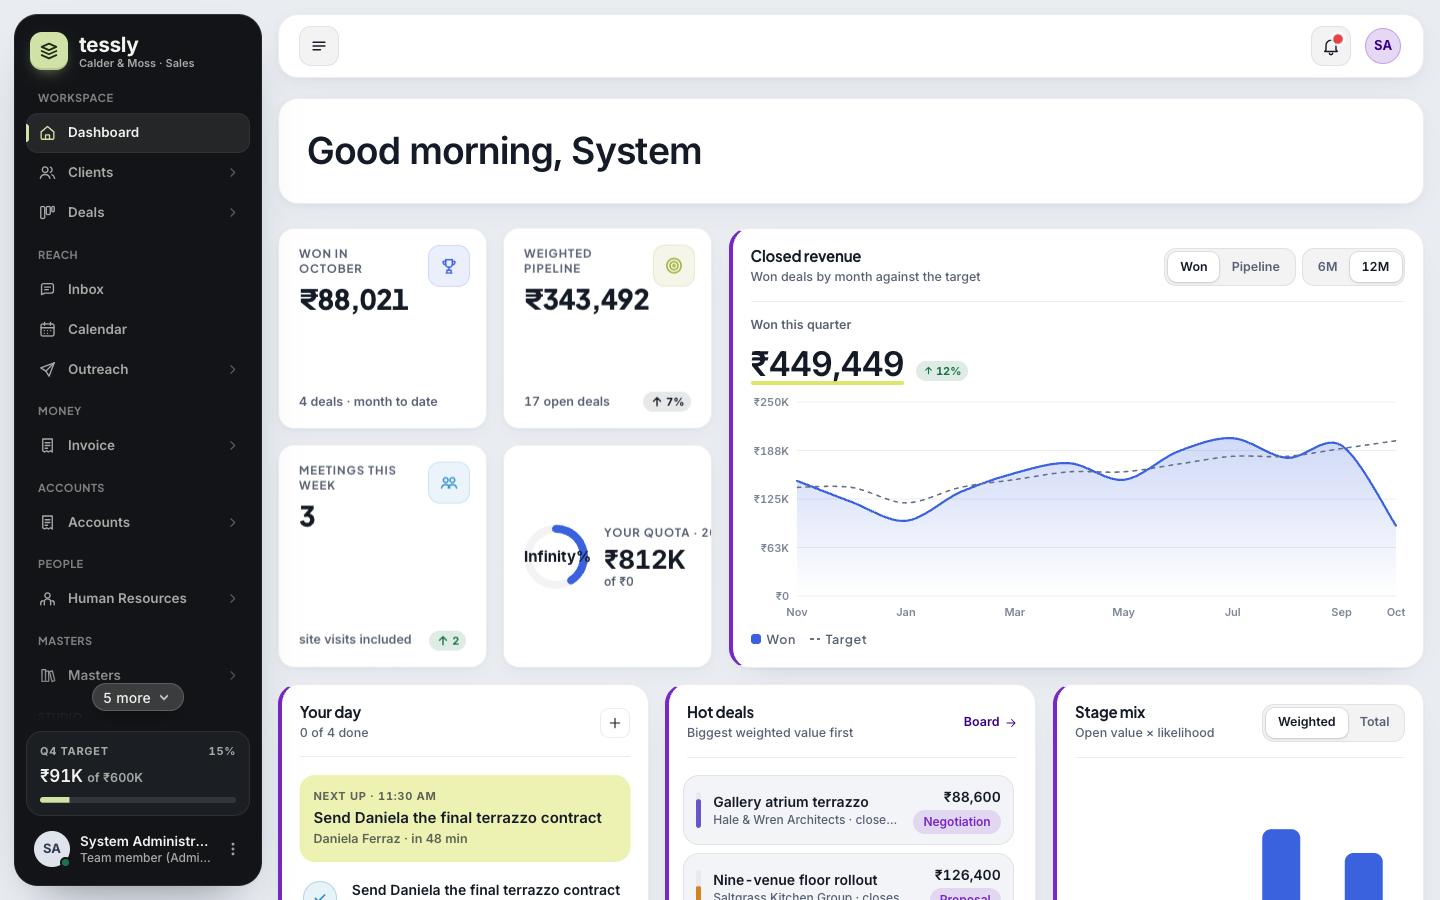 tessly
Calder & Moss · Sales
WORKSPACE
Dashboard
Clients
Deals
REACH
Inbox
Calendar
Outreach
MONEY
Invoice
ACCOUNTS
Accounts
PEOPLE
Human Resources
MASTERS
Masters
5 more
STUDIO
Q4 TARGET 15%
₹91K of ₹600K
SA
System Administr...
Team member (Admi...
SA
Good morning, System
WON IN
OCTOBER
₹88,021
4 deals · month to date
WEIGHTED
PIPELINE
₹343,492
17 open deals ↑ 7%
MEETINGS THIS
WEEK
3
site visits included ↑ 2
Infinity%
YOUR QUOTA · 20
₹812K
of ₹0
Closed revenue
Won deals by month against the target
Won Pipeline 6M 12M
Won this quarter
₹449,449 ↑ 12%
₹250K
₹188K
₹125K
₹63K
₹0
Nov Jan Mar May Jul Sep Oct
Won Target
Your day
0 of 4 done
NEXT UP · 11:30 AM
Send Daniela the final terrazzo contract
Daniela Ferraz · in 48 min
Send Daniela the final terrazzo contract
Hot deals
Biggest weighted value first
Board →
Gallery atrium terrazzo ₹88,600
Hale & Wren Architects · close... Negotiation
Nine-venue floor rollout ₹126,400
Saltgrass Kitchen Group · closes Proposal
Stage mix
Open value × likelihood
Weighted Total